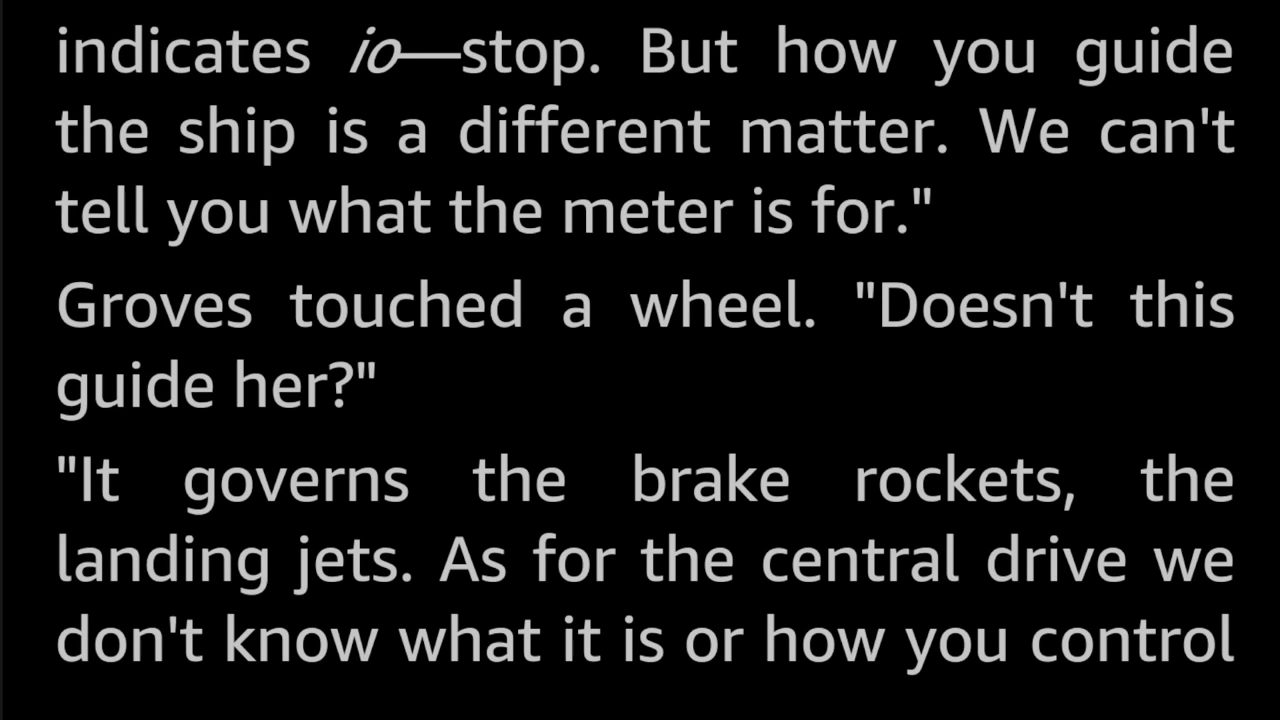 indicates io—stop. But how you guide
the ship is a different matter. We can't
tell you what the meter is for."
Groves touched a wheel. "Doesn't this
guide her?"
"It governs the brake rockets, the
landing jets. As for the central drive we
don't know what it is or how you control